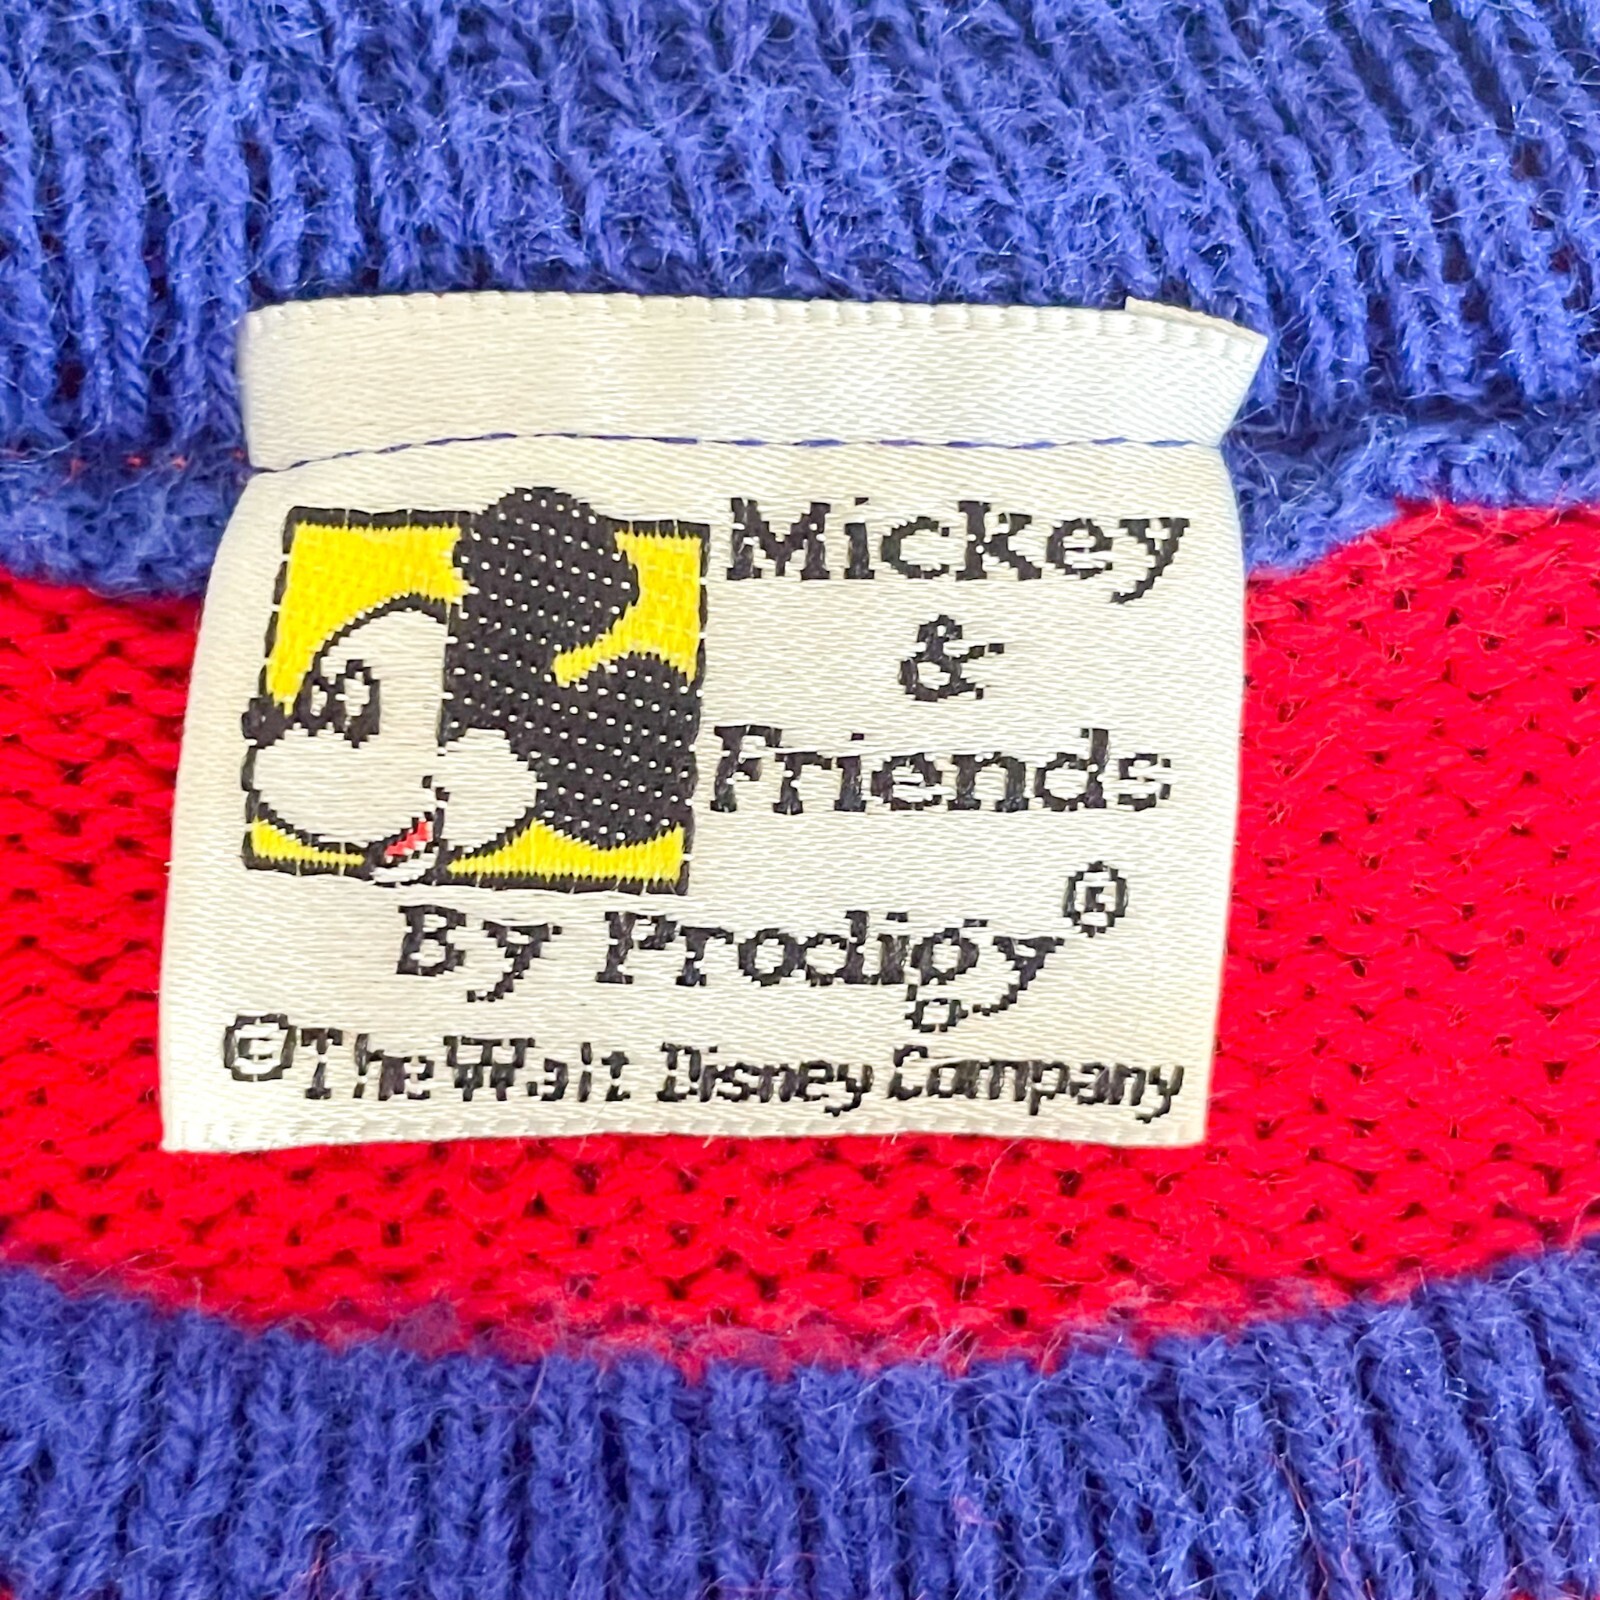 Mickey
&
Friends
By Prodigy®
©The Walt Disney Company